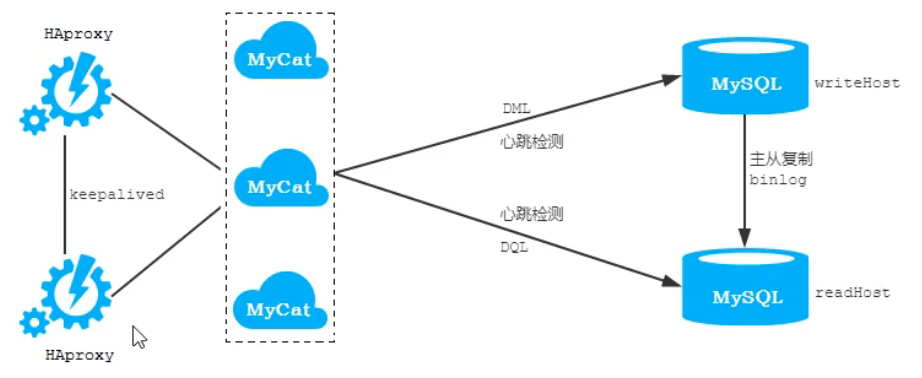 HAproxy
keepalived
HAproxy
MyCat
MyCat
MyCat
DML
心跳检测
心跳检测
DQL
MySQL
writeHost
主从复制
binlog
MySQL
readHost